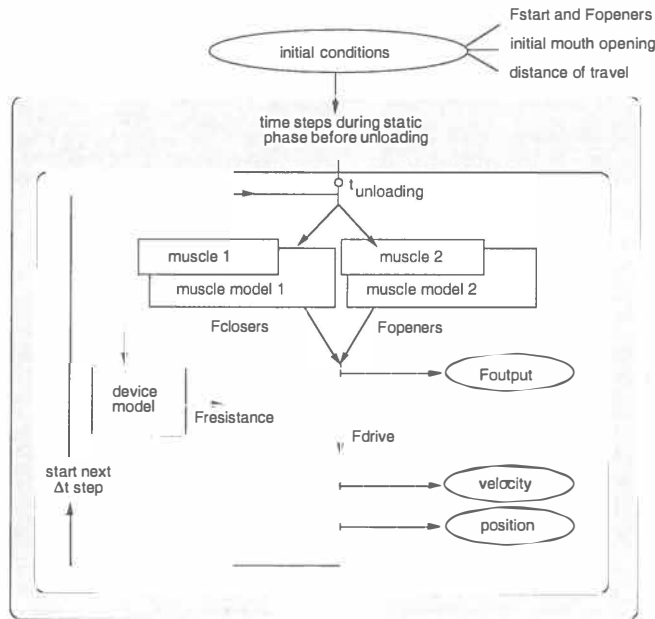 Fstart and Fopeners
initial conditions
initial mouth opening
distance of travel
time steps during static
phase before unloading
t unloading
muscle 1
muscle 2
muscle model 1
muscle model 2
Fclosers
Fopeners
device
model
Foutput
Fresistance
Fdrive
start next
Δt step
velocity
position